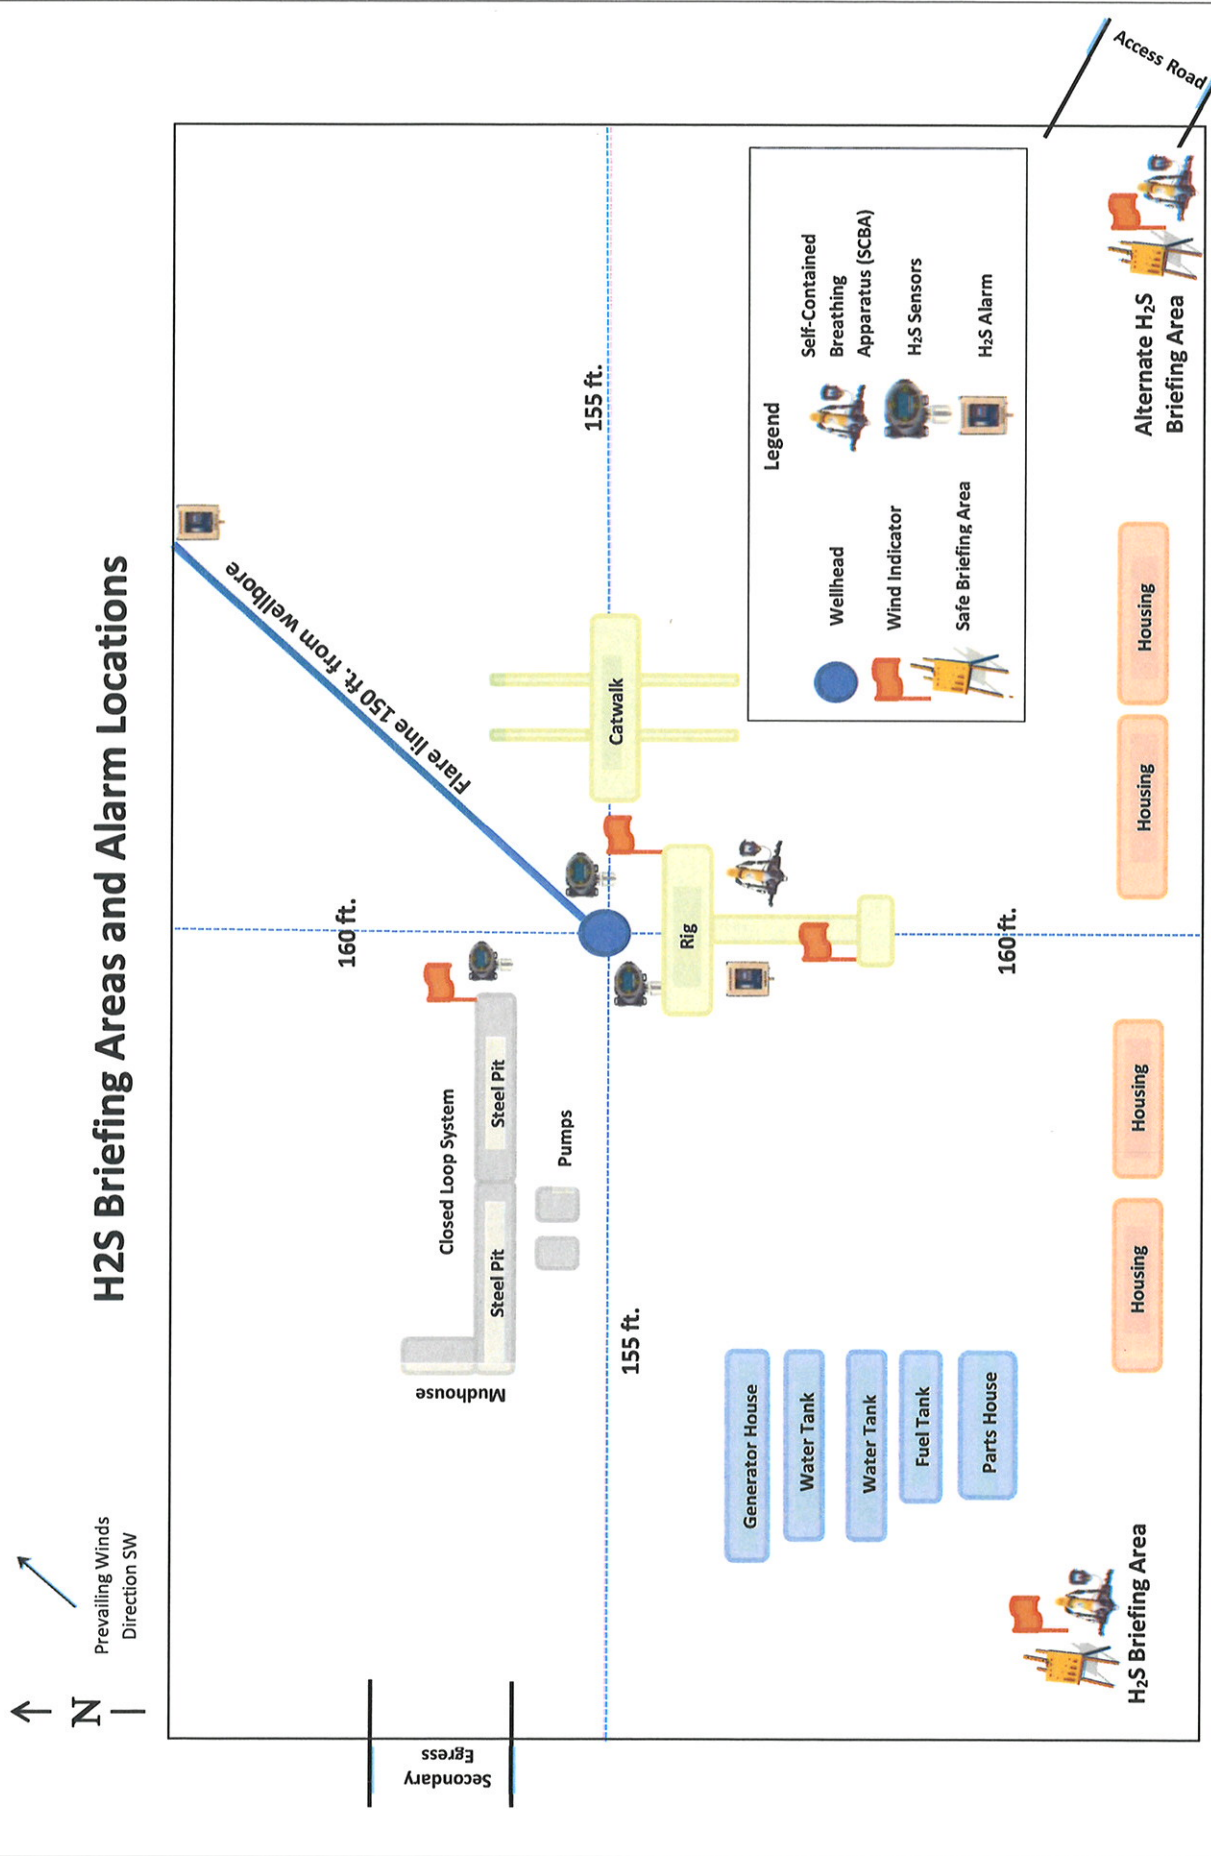 H2S Briefing Areas and Alarm Locations
N
Prevailing Winds
Direction SW
Secondary
Egress
Mudhouse
Closed Loop System
Steel Pit
Steel Pit
Pumps
160 ft.
Flare line 150 ft. from wellbore
155 ft.
155 ft.
Catwalk
Rig
160 ft.
Generator House
Water Tank
Water Tank
Fuel Tank
Parts House
Legend
Wellhead
Wind Indicator
Safe Briefing Area
Self-Contained
Breathing
Apparatus (SCBA)
H₂S Sensors
H₂S Alarm
H₂S Briefing Area
Housing
Housing
Housing
Housing
Alternate H₂S
Briefing Area
Access Road